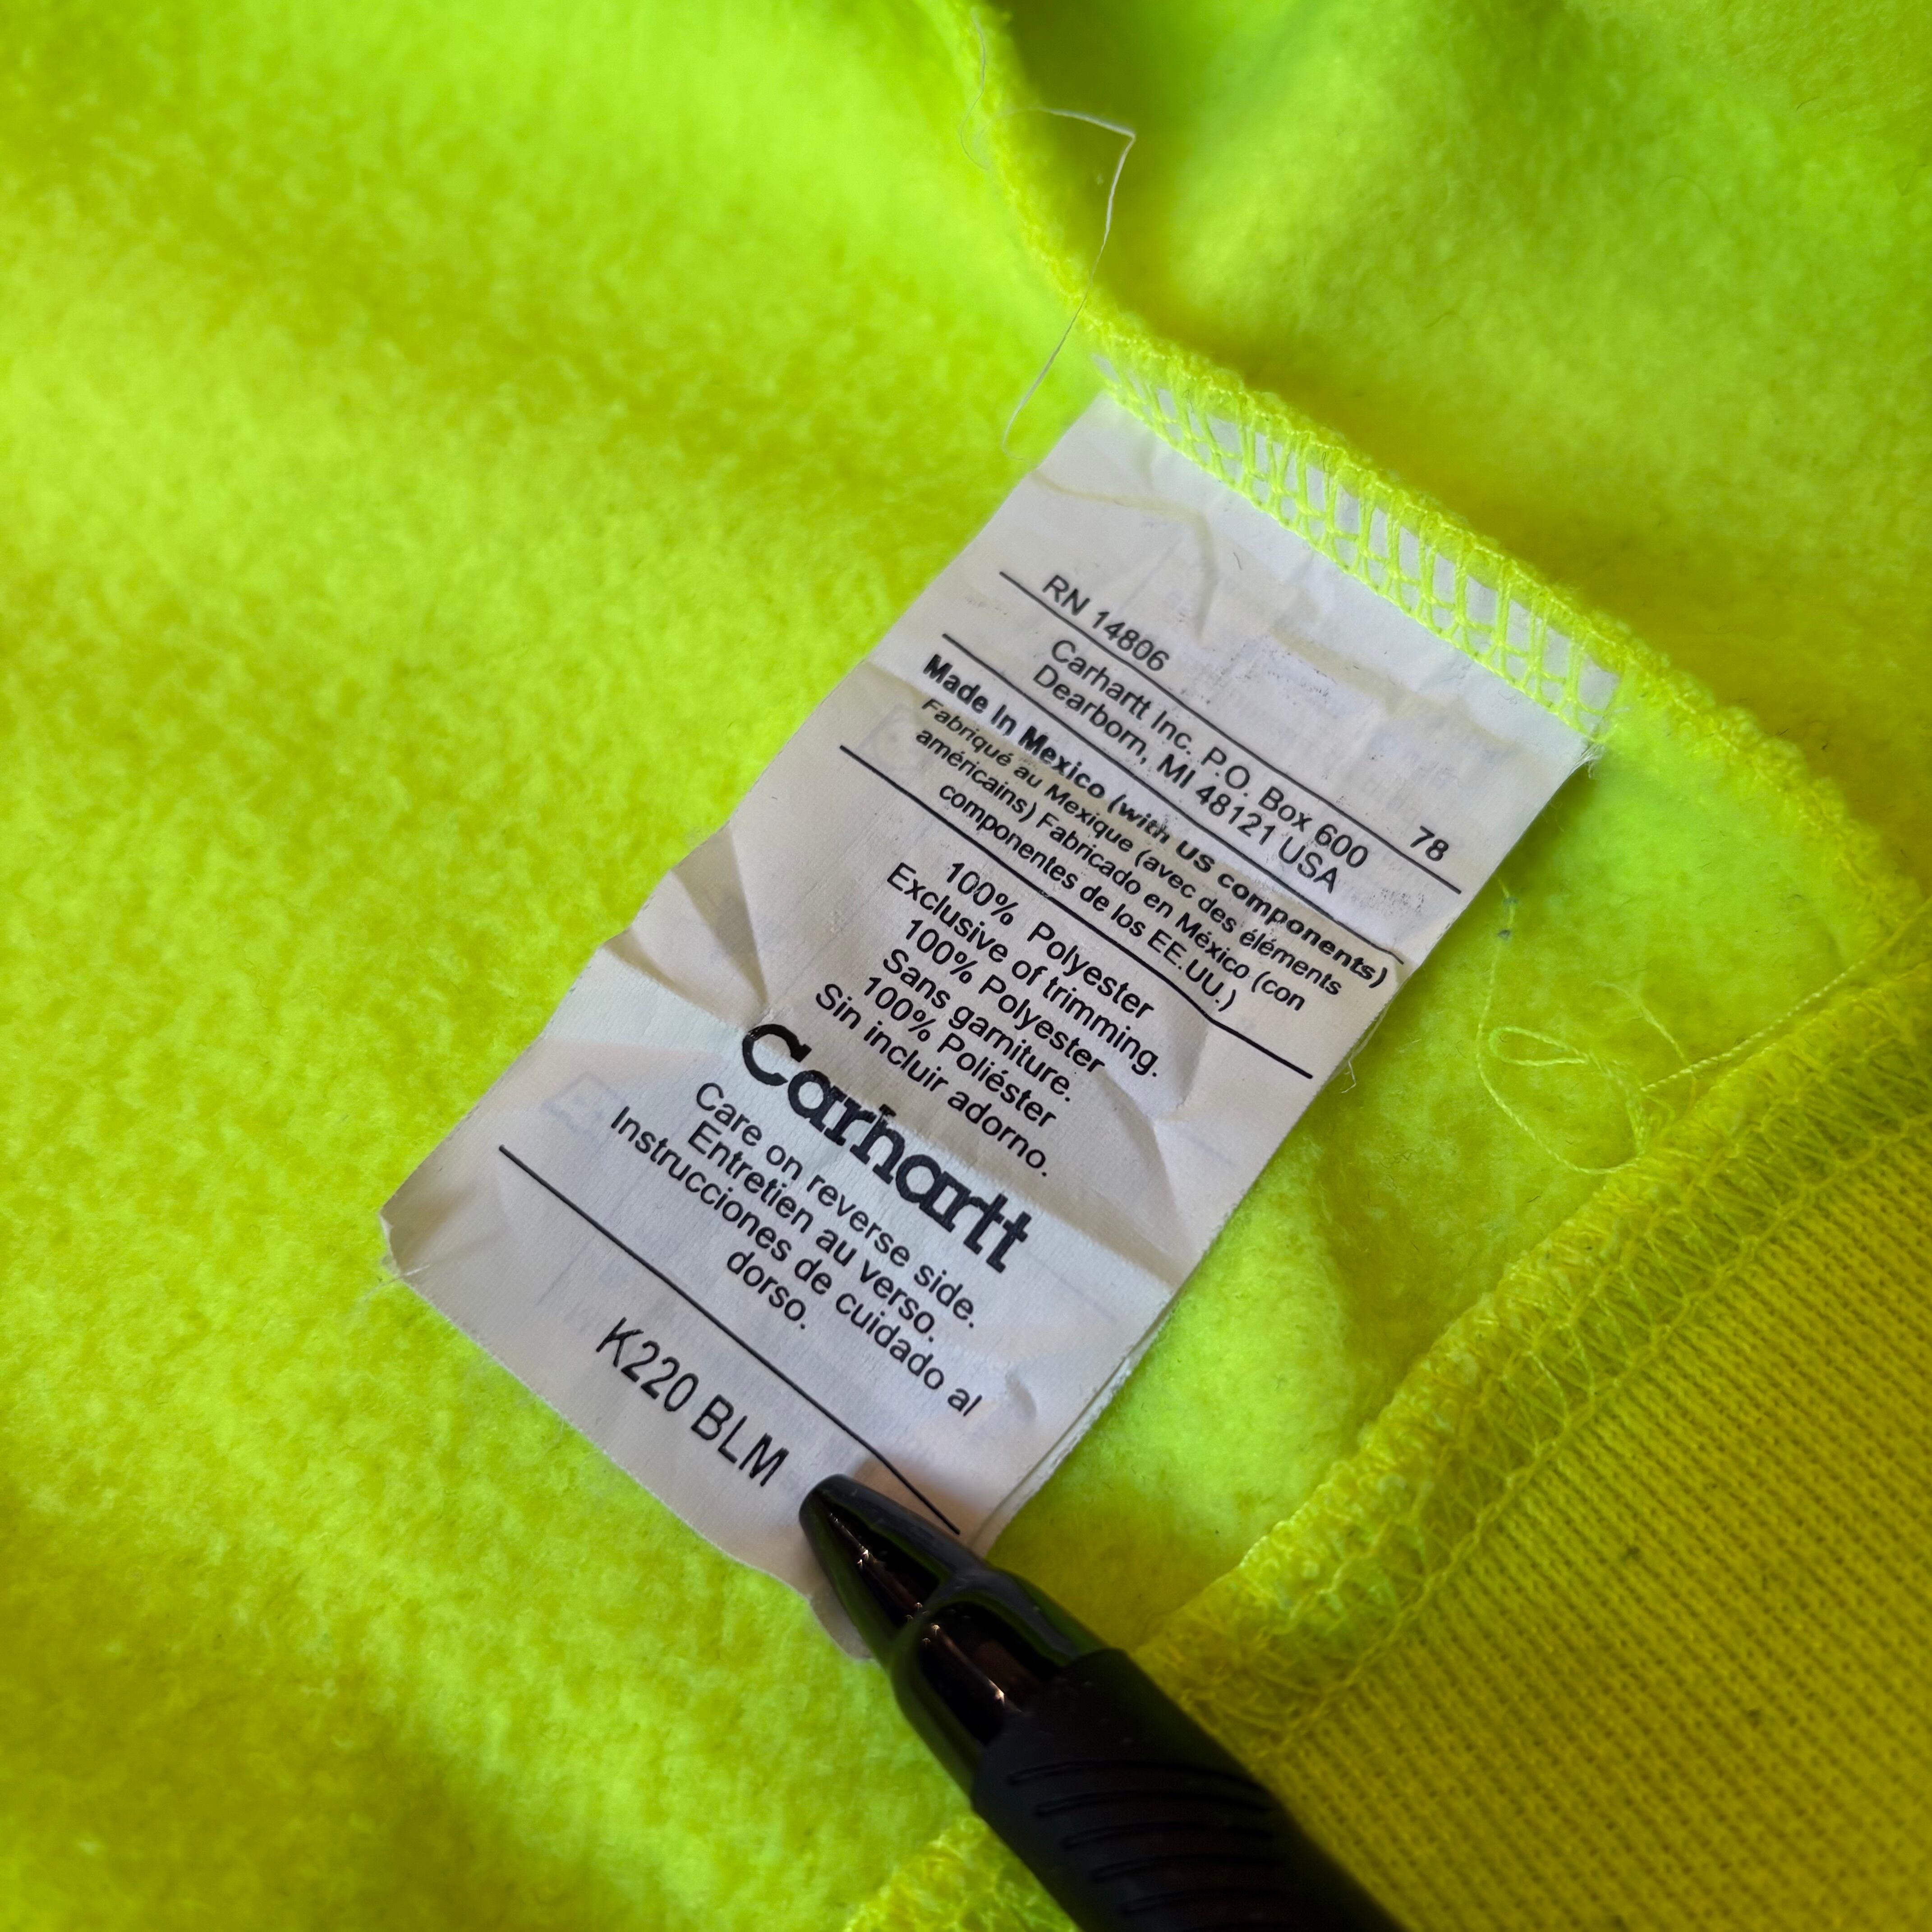 RN 14806 78
Carhartt Inc. P.O. Box 600
Dearborn, MI 48121 USA
Made In Mexico (with US components)
Fabriqué au Mexique (avec des éléments
américains) Fabricado en México (con
componentes de los EE.UU.)
100% Polyester
Exclusive of trimming.
100% Polyester
Sans garniture.
100% Poliéster
Sin incluir adorno.
Carhartt
Care on reverse side.
Entretien au verso.
Instrucciones de cuidado al
dorso.
K220 BLM